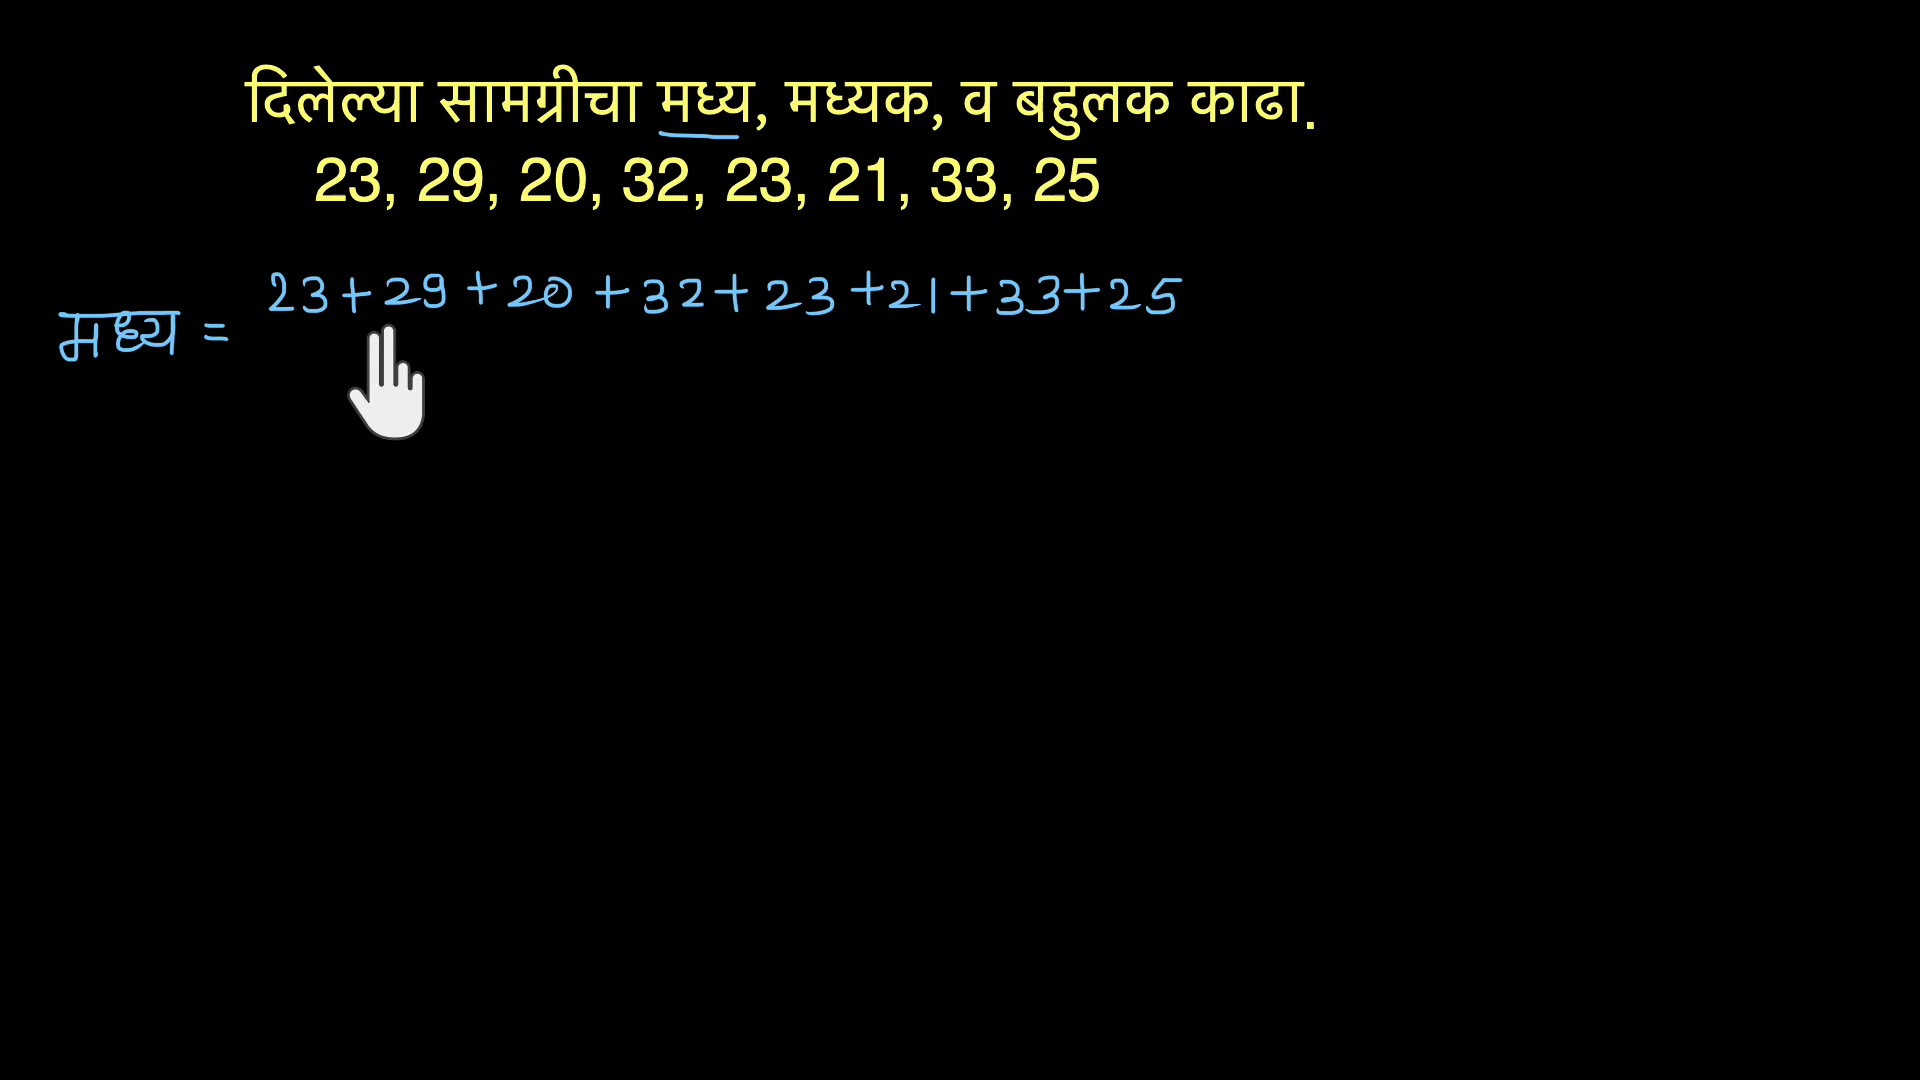 दिलेल्या सामग्रीचा मध्य, मध्यक, व बहुलक काढा.
23, 29, 20, 32, 23, 21, 33, 25
मध्य = 23+29+20+32+23+21+33+25